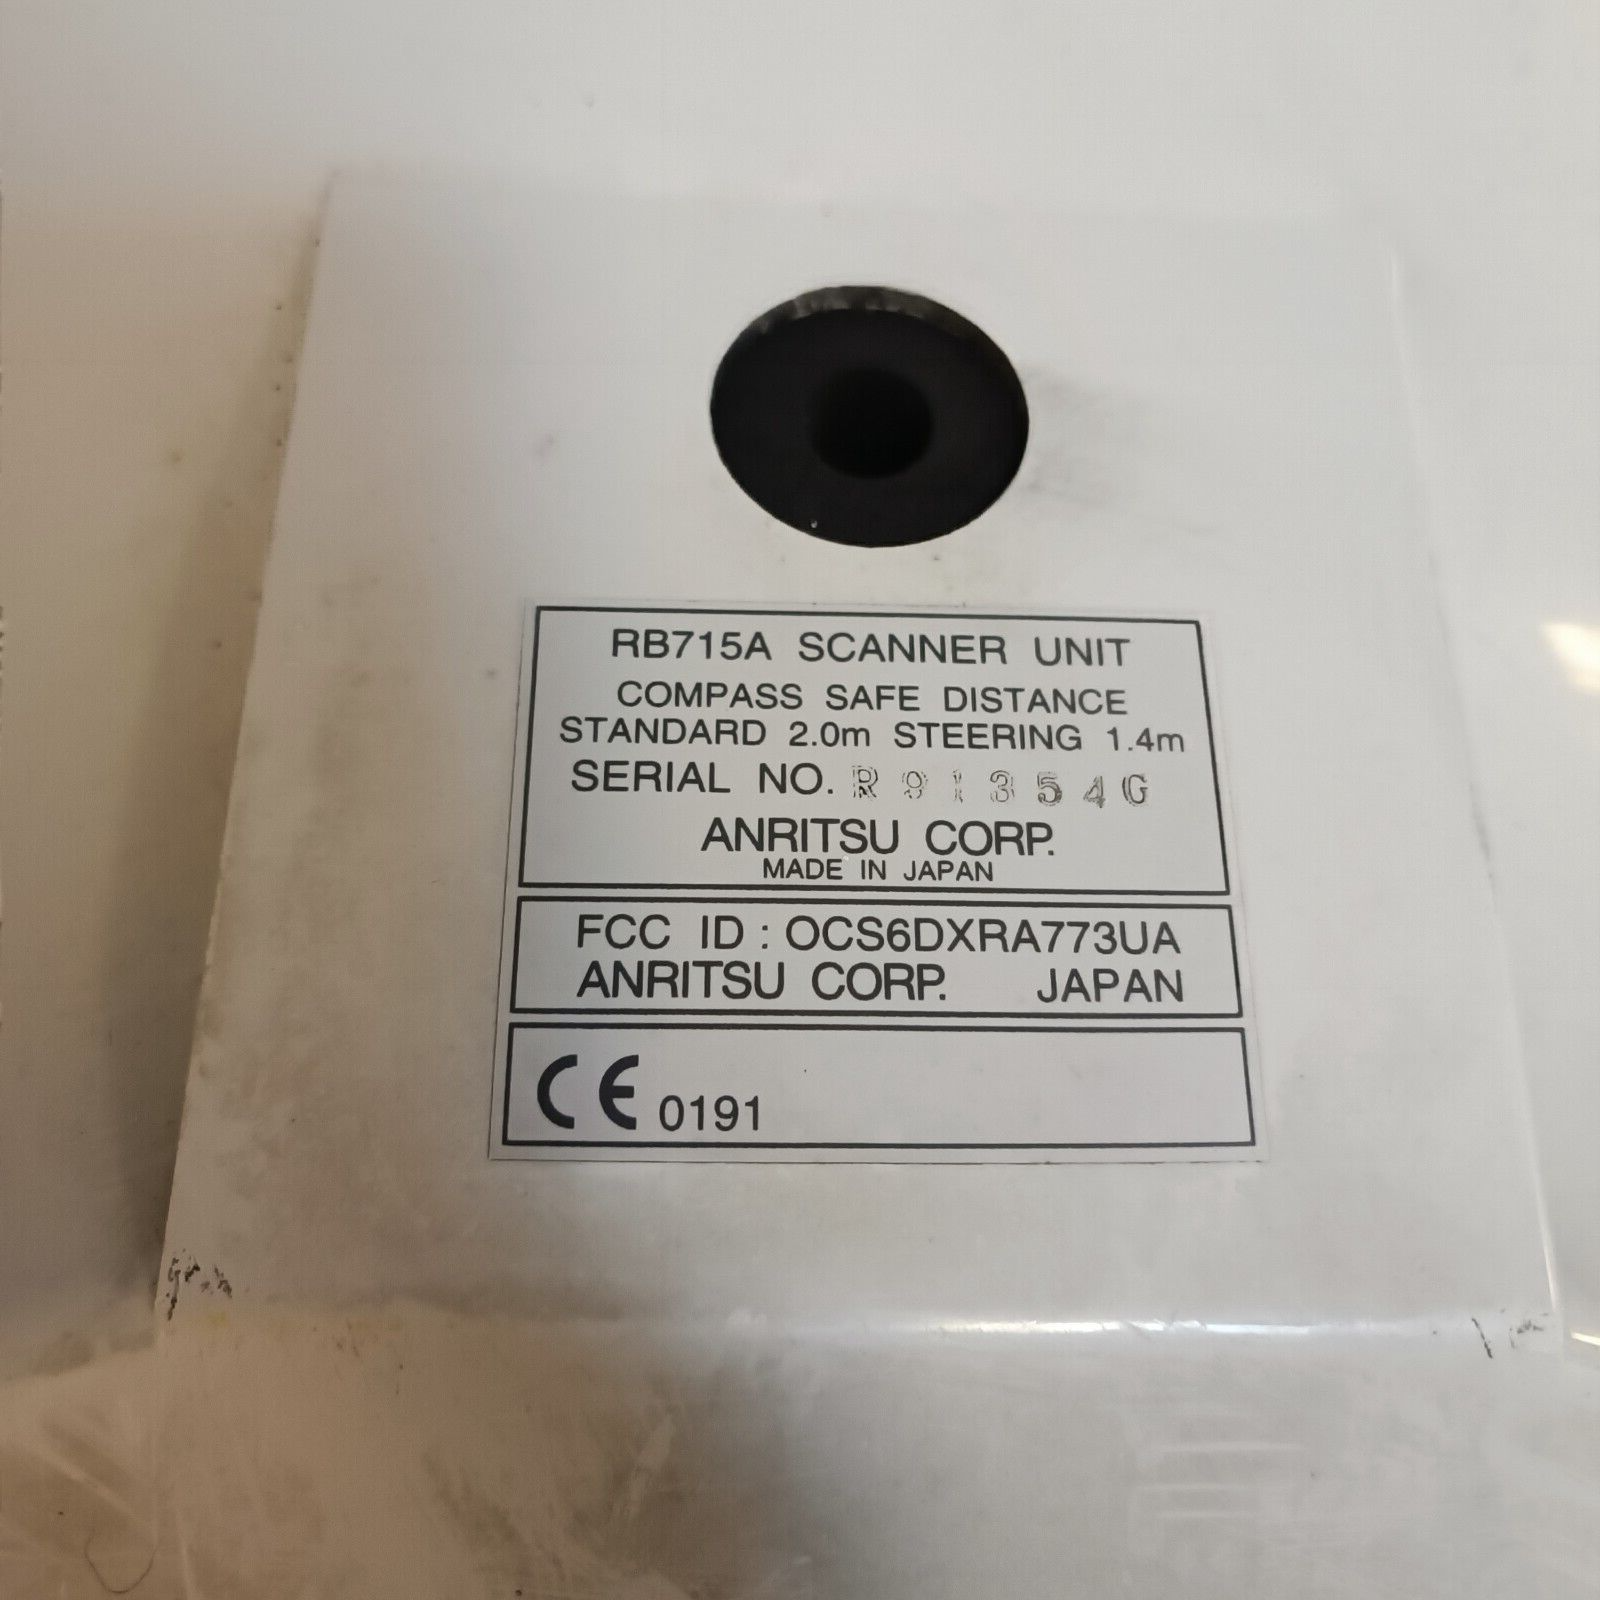 RB715A SCANNER UNIT
COMPASS SAFE DISTANCE
STANDARD 2.0m STEERING 1.4m
SERIAL NO. R91354G
ANRITSU CORP.
MADE IN JAPAN
FCC ID : OCS6DXRA773UA
ANRITSU CORP. JAPAN
CE 0191